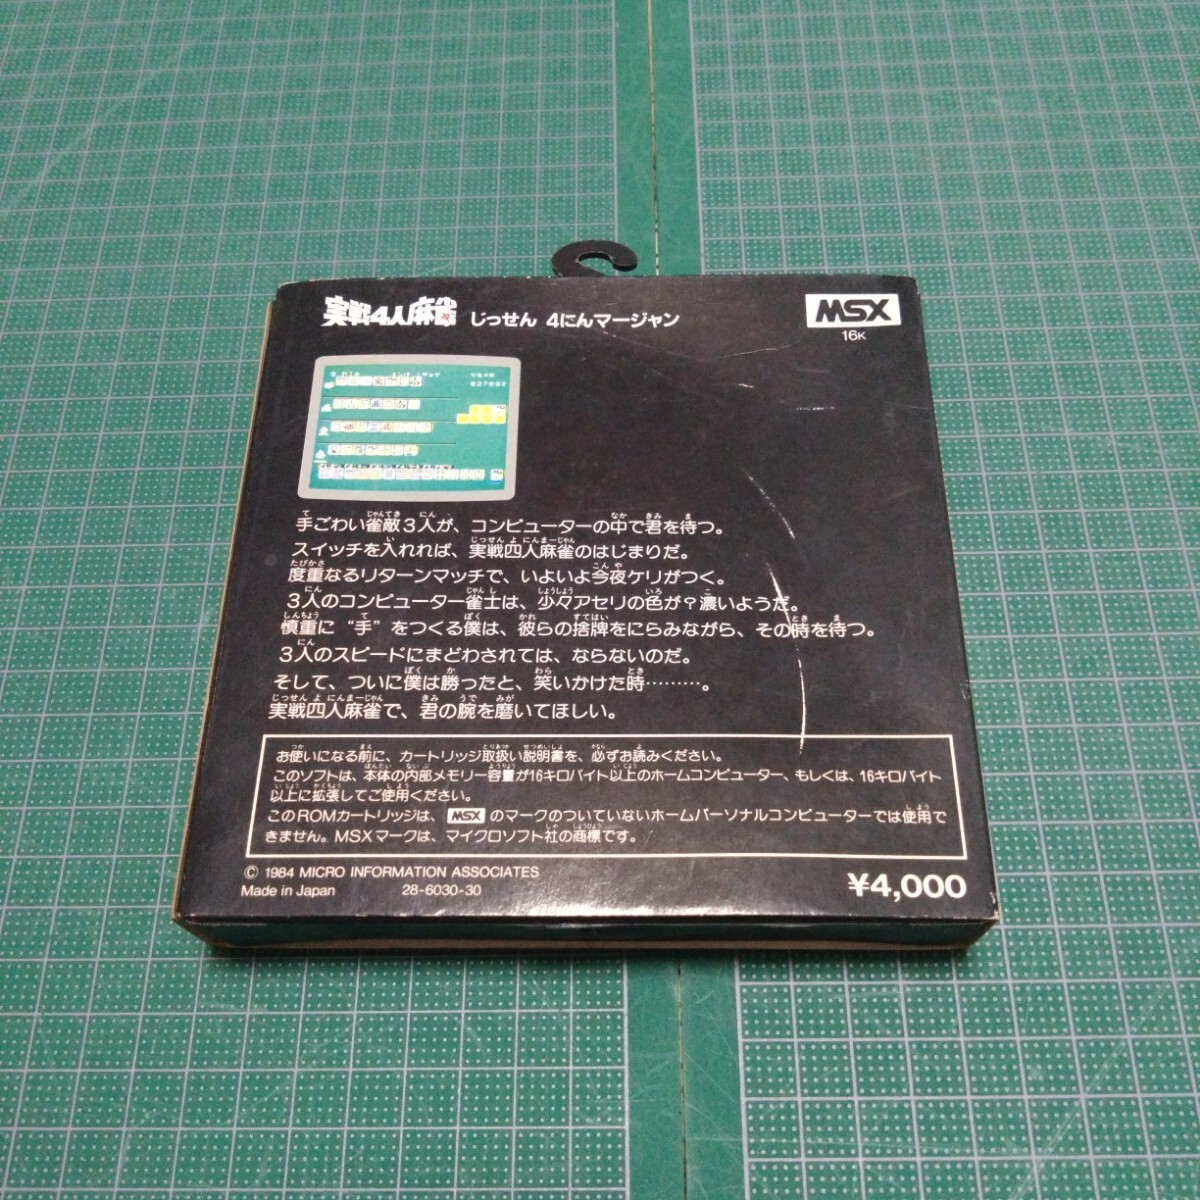 実戦4人麻雀 じっせん 4にんマージャン
MSX
16K
手ごわい雀敵3人が、コンピューターの中で君を待つ。
スイッチを入れれば、実戦四人麻雀のはじまりだ。
度重なるリターンマッチで、いよいよ今夜ケリがつく。
3人のコンピューター雀士は、少々アセリの色が?濃いようだ。
慎重に“手”をつくる僕は、彼らの捨牌をにらみながら、その時を待つ。
3人のスピードにまどわされては、ならないのだ。
そして、ついに僕は勝ったと、笑いかけた時………。
実戦四人麻雀で、君の腕を磨いてほしい。
お使いになる前に、カートリッジ取扱い説明書を、必ずお読みください。
このソフトは、本体の内部メモリー容量が16キロバイト以上のホームコンピューター、もしくは、16キロバイト
以上に拡張してご使用ください。
このROMカートリッジは、MSXのマークのついていないホームパーソナルコンピューターでは使用で
きません。MSXマークは、マイクロソフト社の商標です。
© 1984 MICRO INFORMATION ASSOCIATES
Made in Japan 28-6030-30
¥4,000